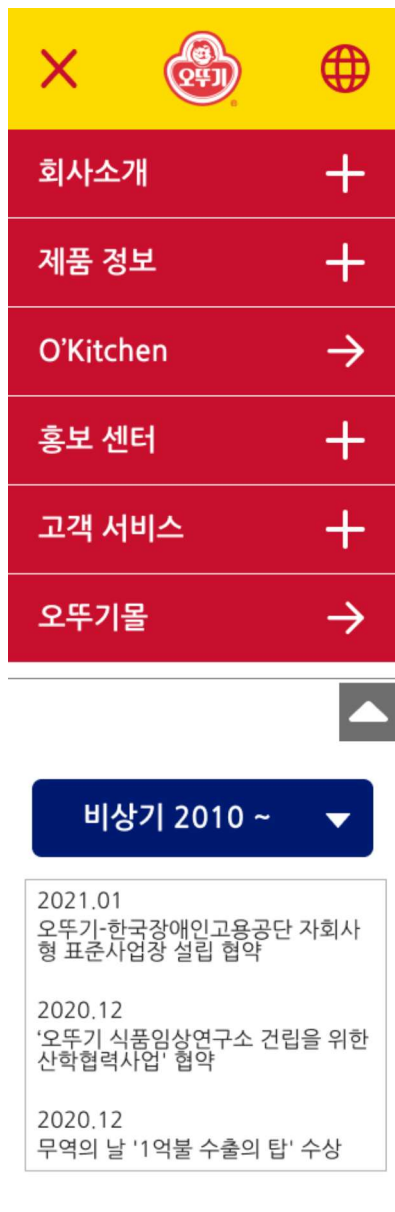 오뚜기
회사소개
제품 정보
O'Kitchen
홍보 센터
고객 서비스
오뚜기몰
비상기 2010 ~
2021.01
오뚜기-한국장애인고용공단 자회사
형 표준사업장 설립 협약
2020.12
‘오뚜기 식품임상연구소 건립을 위한
산학협력사업' 협약
2020.12
무역의 날 '1억불 수출의 탑' 수상